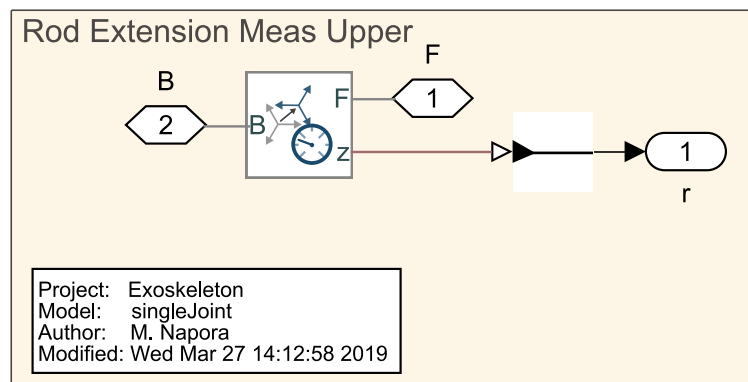 Rod Extension Meas Upper
B
F
2
B
F
1
z
1
r
Project: Exoskeleton
Model: singleJoint
Author: M. Napora
Modified: Wed Mar 27 14:12:58 2019